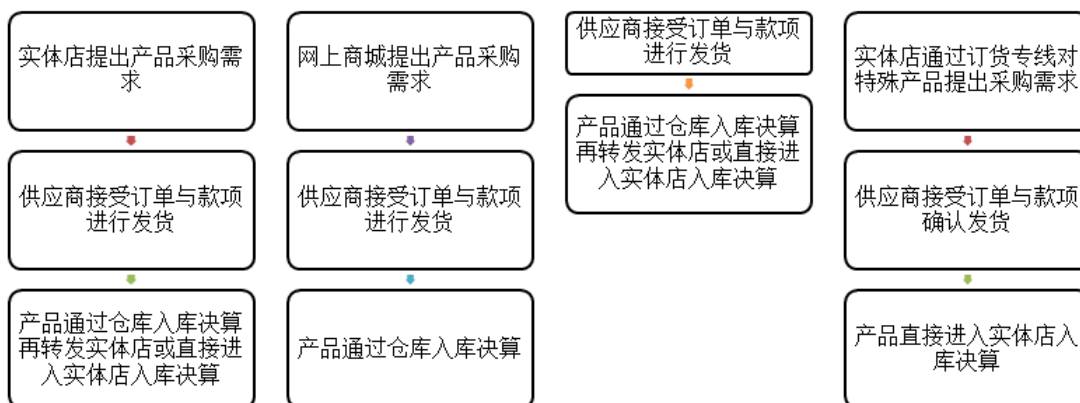 实体店提出产品采购需
求
供应商接受订单与款项
进行发货
产品通过仓库入库决算
再转发实体店或直接进
入实体店入库决算
网上商城提出产品采购
需求
供应商接受订单与款项
进行发货
产品通过仓库入库决算
供应商接受订单与款项
进行发货
产品通过仓库入库决算
再转发实体店或直接进
入实体店入库决算
实体店通过订货专线对
特殊产品提出采购需求
供应商接受订单与款项
确认发货
产品直接进入实体店入
库决算